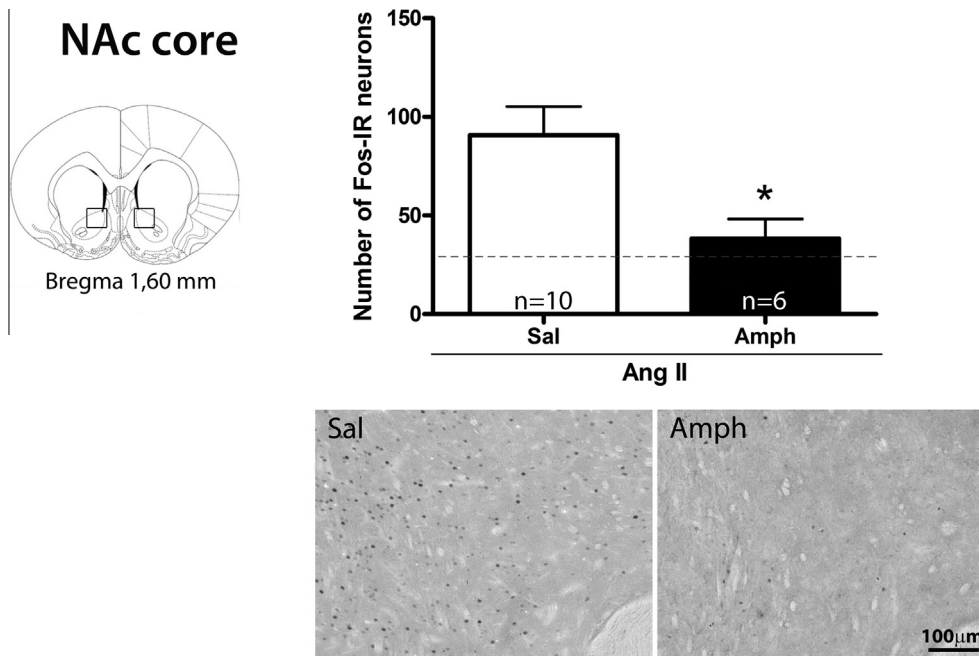 NAc core
Bregma 1,60 mm
Number of Fos-IR neurons
150
100
50
0
*
n=10
n=6
Sal
Amph
Ang II
Sal
Amph
100µm